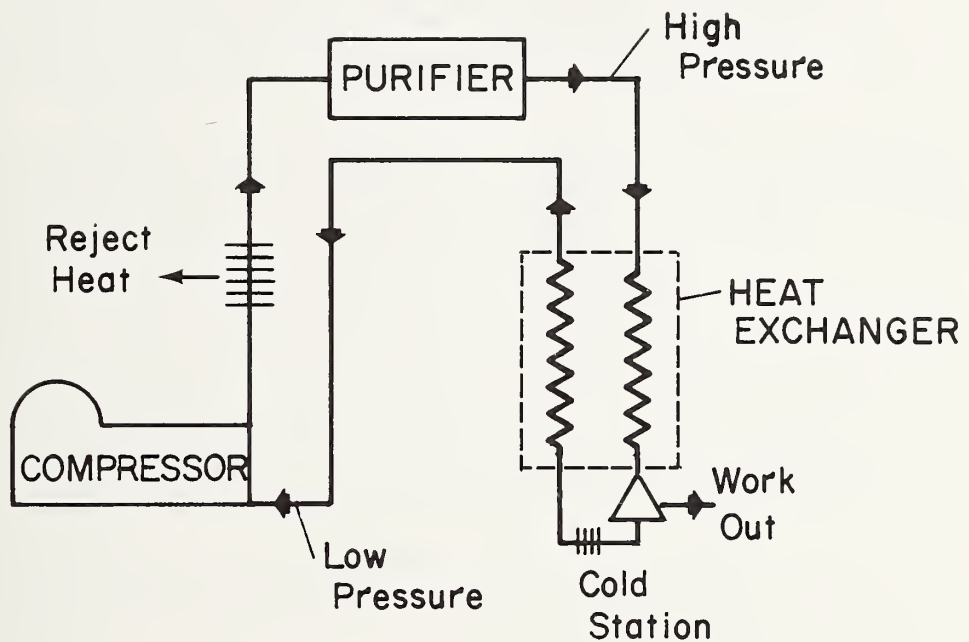 High
Pressure
PURIFIER
Reject
Heat
HEAT
EXCHANGER
COMPRESSOR
Work
Out
Low
Pressure
Cold
Station